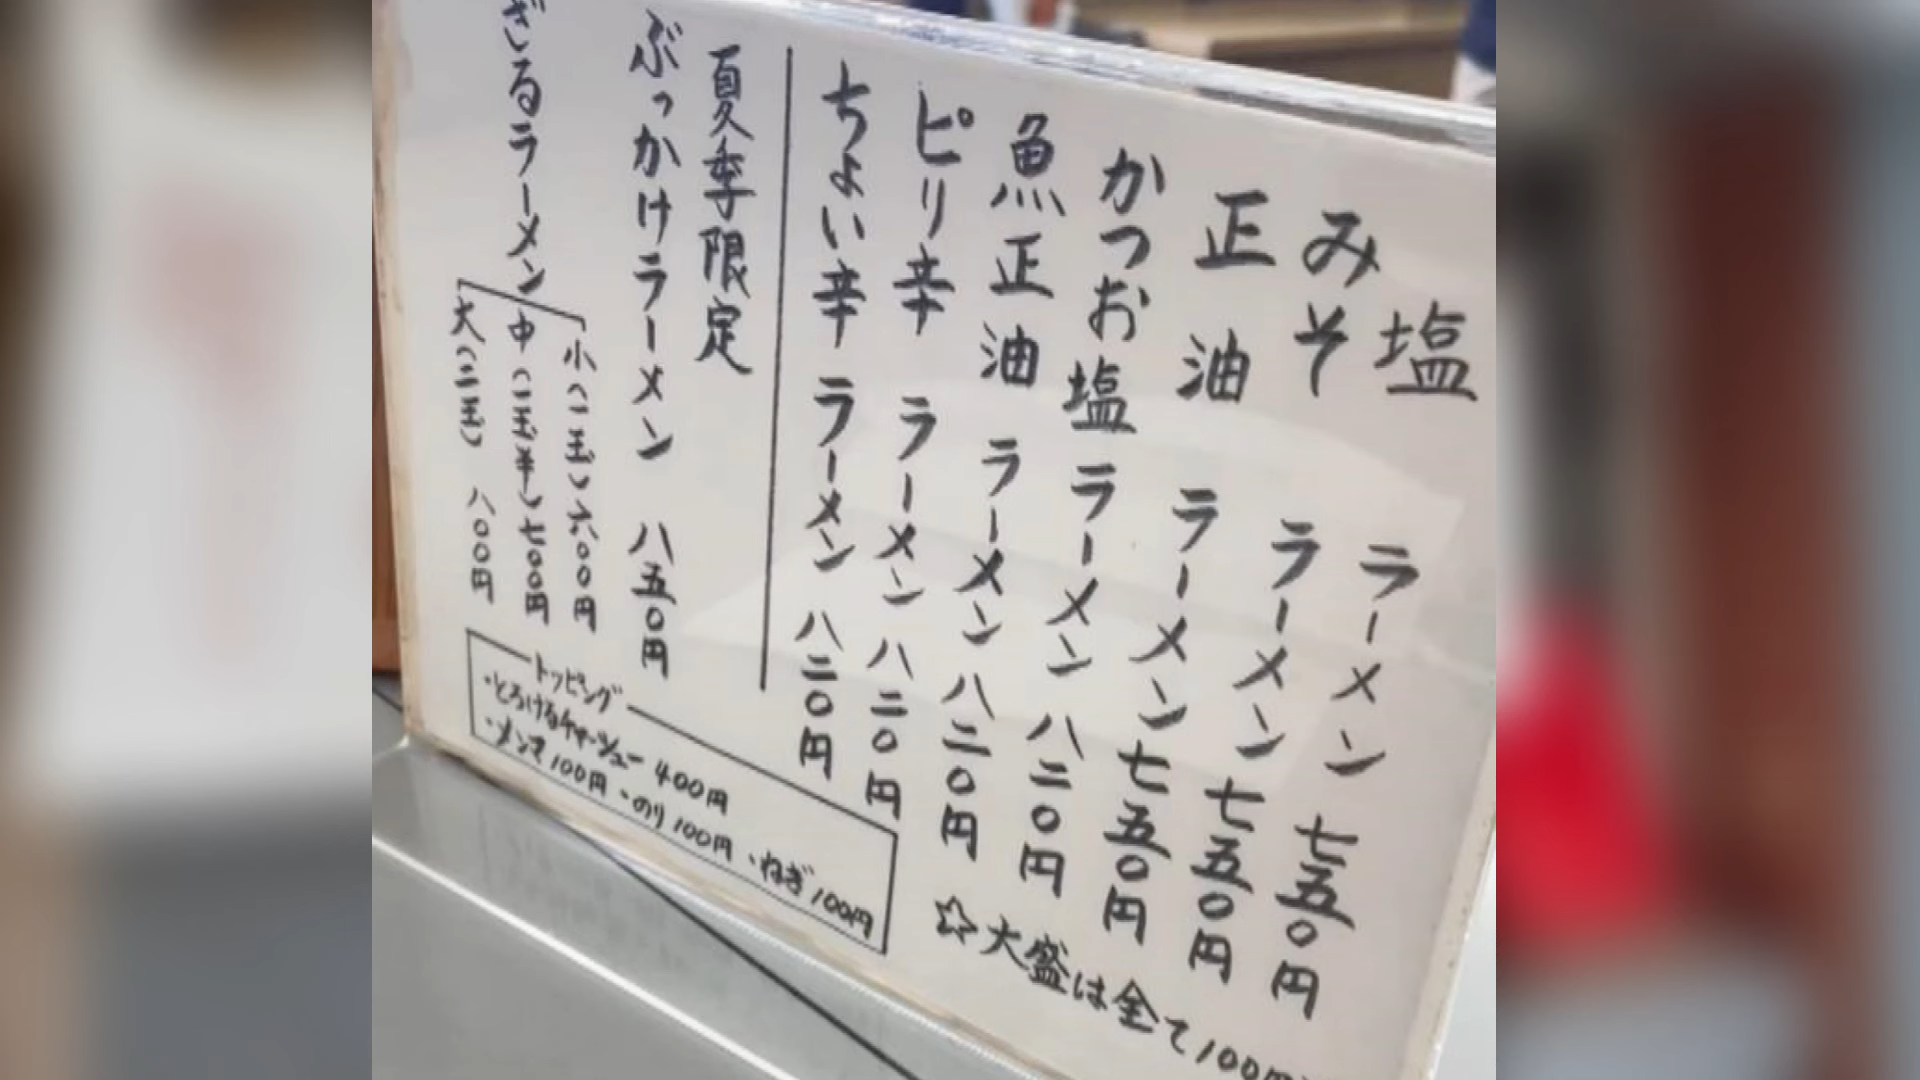 塩 ラーメン 七五〇円
みそ ラーメン 七五〇円
正油 ラーメン 七五〇円
かつお塩 ラーメン 八二〇円
魚正油 ラーメン 八二〇円
ピリ辛 ラーメン 八二〇円
ちょい辛 ラーメン 八二〇円
☆大盛は全て100円
夏季限定
ぶっかけラーメン 八五〇円
ざるラーメン
小(一玉) 六〇〇円
中(一玉半) 七〇〇円
大(二玉) 八〇〇円
トッピング
・とろけるチャーシュー 400円
・メンマ100円・のり100円・ねぎ100円